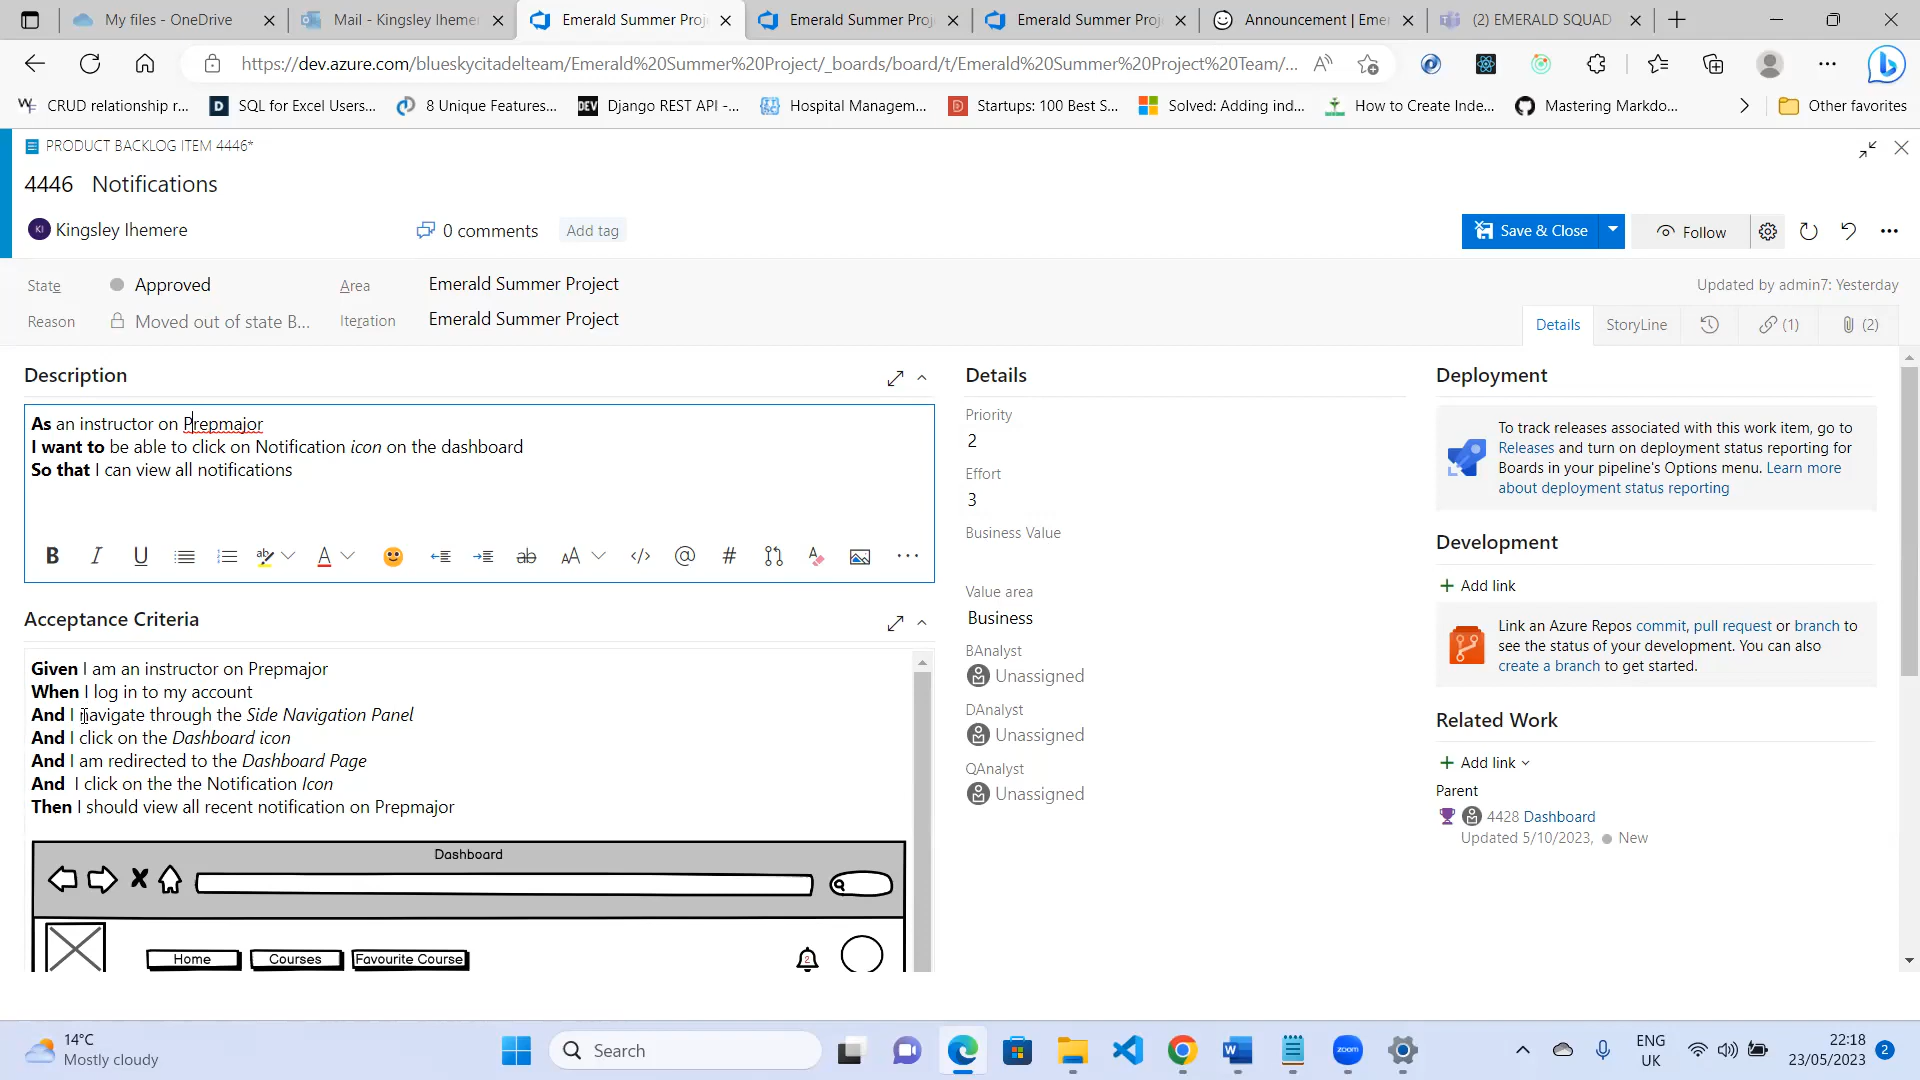 My files - OneDrive
Mail - Kingsley Iheme
Emerald Summer Proj
Emerald Summer Proj
Emerald Summer Proj
Announcement | Eme
(2) EMERALD SQUAD
https://dev.azure.com/blueskycitadelteam/Emerald%20Summer%20Project/_boards/board/t/Emerald%20Summer%20Project%20Team/...
CRUD relationship r...
SQL for Excel Users...
8 Unique Features...
Django REST API -...
Hospital Managem...
Startups: 100 Best S...
Solved: Adding ind...
How to Create Inde...
Mastering Markdo...
Other favorites
PRODUCT BACKLOG ITEM 4446*
4446 Notifications
KI Kingsley Ihemere
0 comments
Add tag
Save & Close
Follow
State
Approved
Area
Emerald Summer Project
Updated by admin7: Yesterday
Reason
Moved out of state B...
Iteration
Emerald Summer Project
Details
StoryLine
(1)
(2)
Description
As an instructor on Prepmajor
I want to be able to click on Notification icon on the dashboard
So that I can view all notifications
Acceptance Criteria
Given I am an instructor on Prepmajor
When I log in to my account
And I navigate through the Side Navigation Panel
And I click on the Dashboard icon
And I am redirected to the Dashboard Page
And I click on the the Notification Icon
Then I should view all recent notification on Prepmajor
Dashboard
Home
Courses
Favourite Course
2
Details
Priority
2
Effort
3
Business Value
Value area
Business
BAnalyst
Unassigned
DAnalyst
Unassigned
QAnalyst
Unassigned
Deployment
To track releases associated with this work item, go to
Releases and turn on deployment status reporting for
Boards in your pipeline's Options menu. Learn more
about deployment status reporting
Development
Add link
Link an Azure Repos commit, pull request or branch to
see the status of your development. You can also
create a branch to get started.
Related Work
Add link
Parent
4428 Dashboard
Updated 5/10/2023, New
14°C
Mostly cloudy
Search
zoom
ENG
UK
22:18
23/05/2023
2